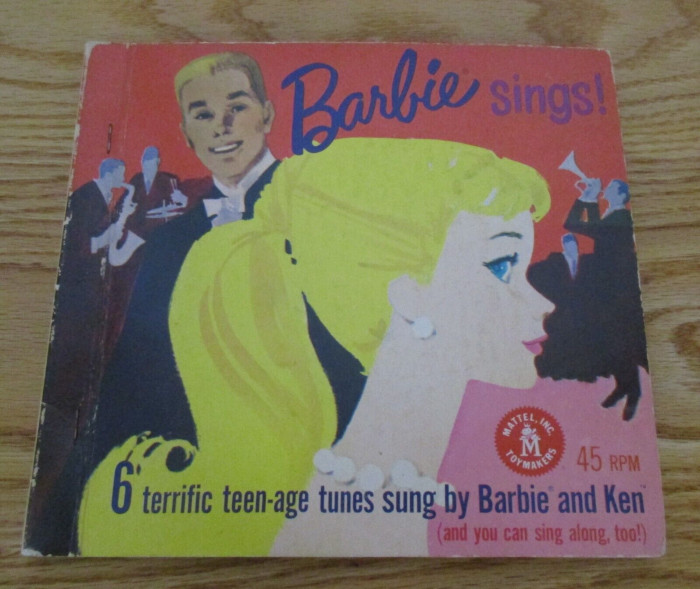 Barbie® sings!
MATTEL, INC.
M
TOYMAKERS
45 RPM
6 terrific teen-age tunes sung by Barbie® and Ken™
(and you can sing along, too!)